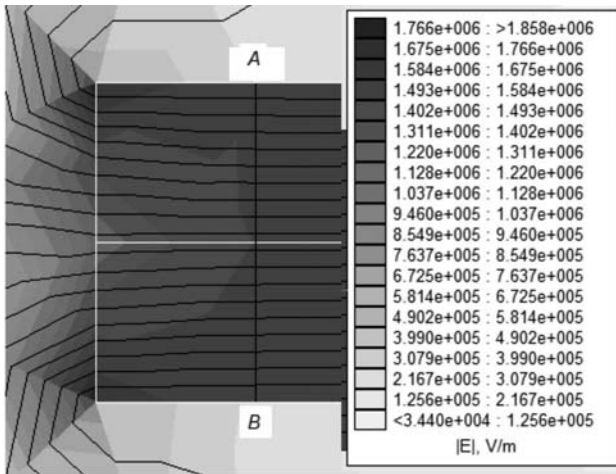 A
B
1.766e+006 : >1.858e+006
1.675e+006 : 1.766e+006
1.584e+006 : 1.675e+006
1.493e+006 : 1.584e+006
1.402e+006 : 1.493e+006
1.311e+006 : 1.402e+006
1.220e+006 : 1.311e+006
1.128e+006 : 1.220e+006
1.037e+006 : 1.128e+006
9.460e+005 : 1.037e+006
8.549e+005 : 9.460e+005
7.637e+005 : 8.549e+005
6.725e+005 : 7.637e+005
5.814e+005 : 6.725e+005
4.902e+005 : 5.814e+005
3.990e+005 : 4.902e+005
3.079e+005 : 3.990e+005
2.167e+005 : 3.079e+005
1.256e+005 : 2.167e+005
<3.440e+004 : 1.256e+005
|E|, V/m